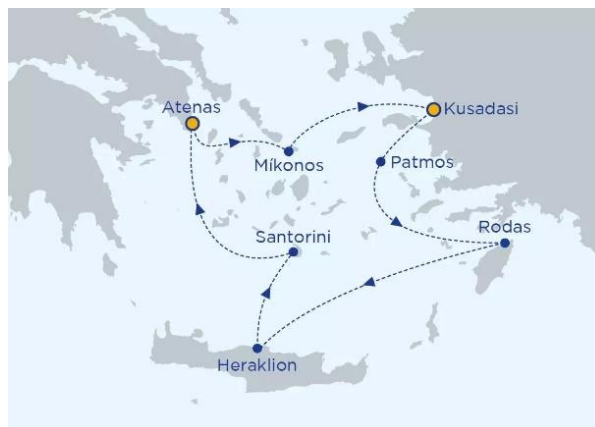 Atenas
Kusadasi
Míkonos
Patmos
Rodas
Santorini
Heraklion